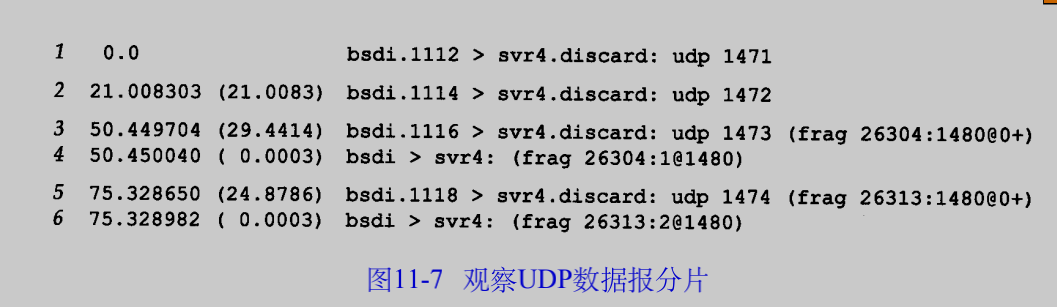 1 0.0 bsdi.1112 > svr4.discard: udp 1471
2 21.008303 (21.0083) bsdi.1114 > svr4.discard: udp 1472
3 50.449704 (29.4414) bsdi.1116 > svr4.discard: udp 1473 (frag 26304:1480@0+)
4 50.450040 ( 0.0003) bsdi > svr4: (frag 26304:1@1480)
5 75.328650 (24.8786) bsdi.1118 > svr4.discard: udp 1474 (frag 26313:1480@0+)
6 75.328982 ( 0.0003) bsdi > svr4: (frag 26313:2@1480)
图11-7 观察UDP数据报分片